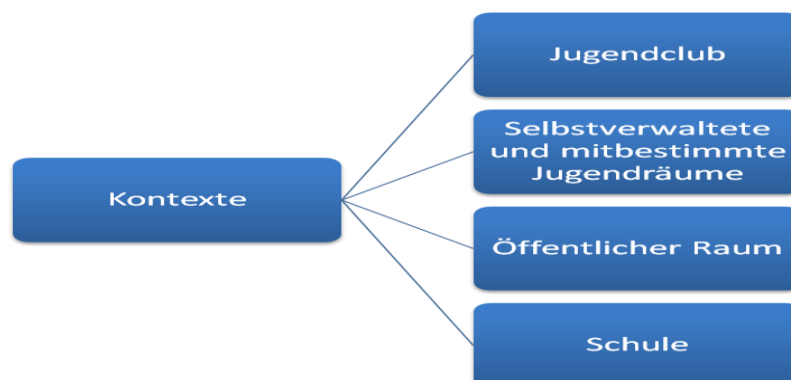 Jugendclub
Selbstverwaltete
und mitbestimmte
Jugendräume
Kontexte
Öffentlicher Raum
Schule